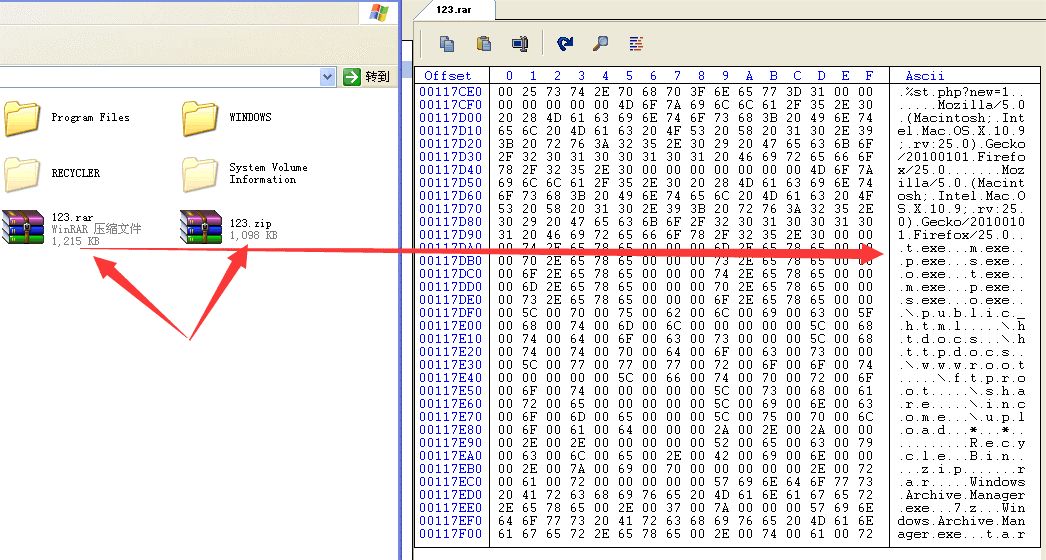 转到
Program Files
WINDOWS
RECYCLER
System Volume
Information
123.rar
WinRAR 压缩文件
1,215 KB
123.zip
1,098 KB
123.rar
Offset 0 1 2 3 4 5 6 7 8 9 A B C D E F Ascii
00117CE0 00 25 73 74 2E 70 68 70 3F 6E 65 77 3D 31 00 00 .%st.php?new=1..
00117CF0 00 00 00 00 00 4D 6F 7A 69 6C 6C 61 2F 35 2E 30 .....Mozilla/5.0
00117D00 20 28 4D 61 63 69 6E 74 6F 73 68 3B 20 49 6E 74 .(Macintosh;.Int
00117D10 65 6C 20 4D 61 63 20 4F 53 20 58 20 31 30 2E 39 el.Mac.OS.X.10.9
00117D20 3B 20 72 76 3A 32 35 2E 30 29 20 47 65 63 6B 6F ;.rv:25.0).Gecko
00117D30 2F 32 30 31 30 30 31 30 31 20 46 69 72 65 66 6F /20100101.Firefo
00117D40 78 2F 32 35 2E 30 00 00 00 00 00 00 00 4D 6F 7A x/25.0.......Moz
00117D50 69 6C 6C 61 2F 35 2E 30 20 28 4D 61 63 69 6E 74 illa/5.0.(Macint
00117D60 6F 73 68 3B 20 49 6E 74 65 6C 20 4D 61 63 20 4F osh;.Intel.Mac.O
00117D70 53 20 58 20 31 30 2E 39 3B 20 72 76 3A 32 35 2E S.X.10.9;.rv:25.
00117D80 30 29 20 47 65 63 6B 6F 2F 32 30 31 30 30 31 30 0).Gecko/2010010
00117D90 31 20 46 69 72 65 66 6F 78 2F 32 35 2E 30 00 00 1.Firefox/25.0..
00117DA0 00 74 2E 65 78 65 00 00 00 6D 2E 65 78 65 00 00 .t.exe...m.exe..
00117DB0 00 70 2E 65 78 65 00 00 00 73 2E 65 78 65 00 00 .p.exe...s.exe..
00117DC0 00 6F 2E 65 78 65 00 00 00 74 2E 65 78 65 00 00 .o.exe...t.exe..
00117DD0 00 6D 2E 65 78 65 00 00 00 70 2E 65 78 65 00 00 .m.exe...p.exe..
00117DE0 00 73 2E 65 78 65 00 00 00 6F 2E 65 78 65 00 00 .s.exe...o.exe..
00117DF0 00 5C 00 70 00 75 00 62 00 6C 00 69 00 63 00 5F .\.p.u.b.l.i.c._
00117E00 00 68 00 74 00 6D 00 6C 00 00 00 00 00 5C 00 68 .h.t.m.l.....\.h
00117E10 00 74 00 64 00 6F 00 63 00 73 00 00 00 5C 00 68 .t.d.o.c.s...\.h
00117E20 00 74 00 74 00 70 00 64 00 6F 00 63 00 73 00 00 .t.t.p.d.o.c.s..
00117E30 00 5C 00 77 00 77 00 77 00 72 00 6F 00 6F 00 74 .\.w.w.w.r.o.o.t
00117E40 00 00 00 00 00 5C 00 66 00 74 00 70 00 72 00 6F .....\.f.t.p.r.o
00117E50 00 6F 00 74 00 00 00 00 00 5C 00 73 00 68 00 61 .o.t.....\.s.h.a
00117E60 00 72 00 65 00 00 00 00 00 5C 00 69 00 6E 00 63 .r.e.....\.i.n.c
00117E70 00 6F 00 6D 00 65 00 00 00 5C 00 75 00 70 00 6C .o.m.e...\.u.p.l
00117E80 00 6F 00 61 00 64 00 00 00 2A 00 2E 00 2A 00 00 .o.a.d...*...*..
00117E90 00 2E 00 2E 00 00 00 00 00 52 00 65 00 63 00 79 .........R.e.c.y
00117EA0 00 63 00 6C 00 65 00 2E 00 42 00 69 00 6E 00 00 .c.l.e...B.i.n..
00117EB0 00 2E 00 7A 00 69 00 70 00 00 00 00 00 2E 00 72 ...z.i.p.......r
00117EC0 00 61 00 72 00 00 00 00 00 57 69 6E 64 6F 77 73 .a.r.....Windows
00117ED0 20 41 72 63 68 69 76 65 20 4D 61 6E 61 67 65 72 .Archive.Manager
00117EE0 2E 65 78 65 00 2E 00 37 00 7A 00 00 00 57 69 6E .exe...7.z...Win
00117EF0 64 6F 77 73 20 41 72 63 68 69 76 65 20 4D 61 6E dows.Archive.Man
00117F00 61 67 65 72 2E 65 78 65 00 2E 00 74 00 61 00 72 ager.exe...t.a.r